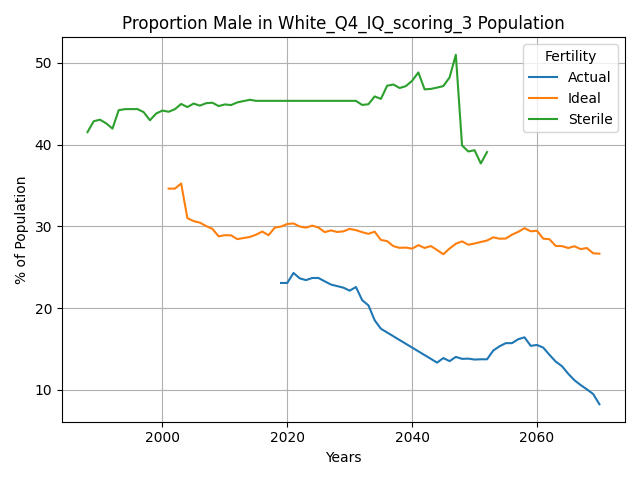 Proportion Male in White_Q4_IQ_scoring_3 Population
% of Population
50
40
30
20
10
Fertility
Actual
Ideal
Sterile
2000
2020
2040
2060
Years